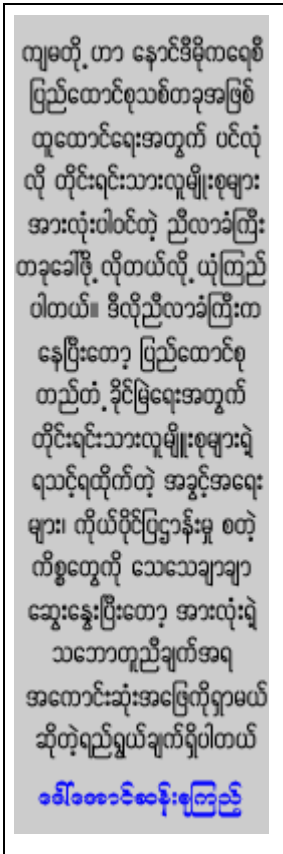 ကျမတို့ဟာ နောင်ဒီမိုကရေစီ
ပြည်ထောင်စုသစ်တခုအဖြစ်
ထူထောင်ရေးအတွက် ပင်လုံ
လို တိုင်းရင်းသားလူမျိုးစုများ
အားလုံးပါဝင်တဲ့ ညီလာခံကြီး
တခုခေါ်ဖို့ လိုတယ်လို့ ယုံကြည်
ပါတယ်။ ဒီလိုညီလာခံကြီးက
နေပြီးတော့ ပြည်ထောင်စု
တည်တံ့ ခိုင်မြဲရေးအတွက်
တိုင်းရင်းသားလူမျိုးစုများရဲ့
ရသင့်ရထိုက်တဲ့ အခွင့်အရေး
များ၊ ကိုယ်ပိုင်ပြဋ္ဌာန်းမှု စတဲ့
ကိစ္စတွေကို သေသေချာချာ
ဆွေးနွေးပြီးတော့ အားလုံးရဲ့
သဘောတူညီချက်အရ
အကောင်းဆုံးအဖြေကိုရှာမယ်
ဆိုတဲ့ရည်ရွယ်ချက်ရှိပါတယ်
ဒေါ်အောင်ဆန်းစုကြည်